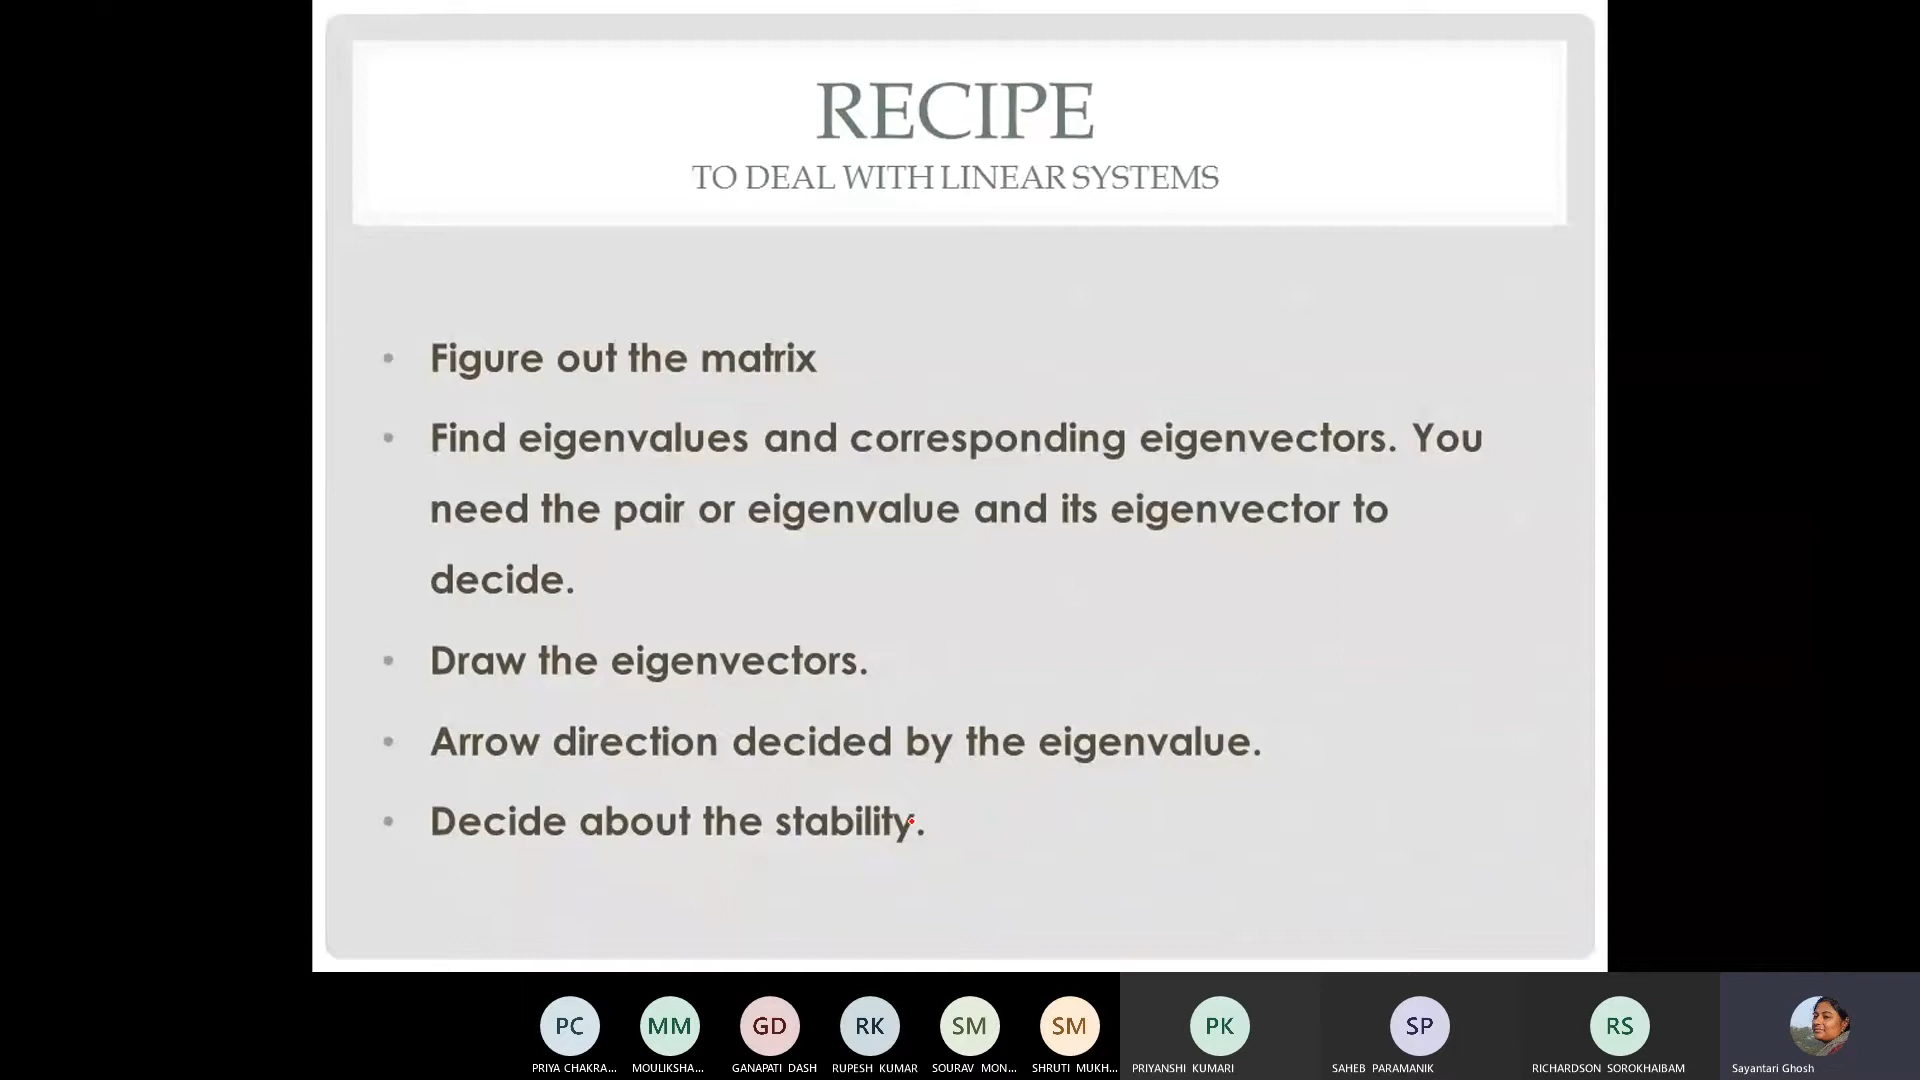 RECIPE
TO DEAL WITH LINEAR SYSTEMS
• Figure out the matrix
• Find eigenvalues and corresponding eigenvectors. You
need the pair or eigenvalue and its eigenvector to
decide.
• Draw the eigenvectors.
• Arrow direction decided by the eigenvalue.
• Decide about the stability.
PC MM GD RK SM SM PK SP RS
PRIYA CHAKRA... MOULIKSHA... GANAPATI DASH RUPESH KUMAR SOURAV MON... SHRUTI MUKH... PRIYANSHI KUMARI SAHEB PARAMANIK RICHARDSON SOROKHAIBAM Sayantari Ghosh